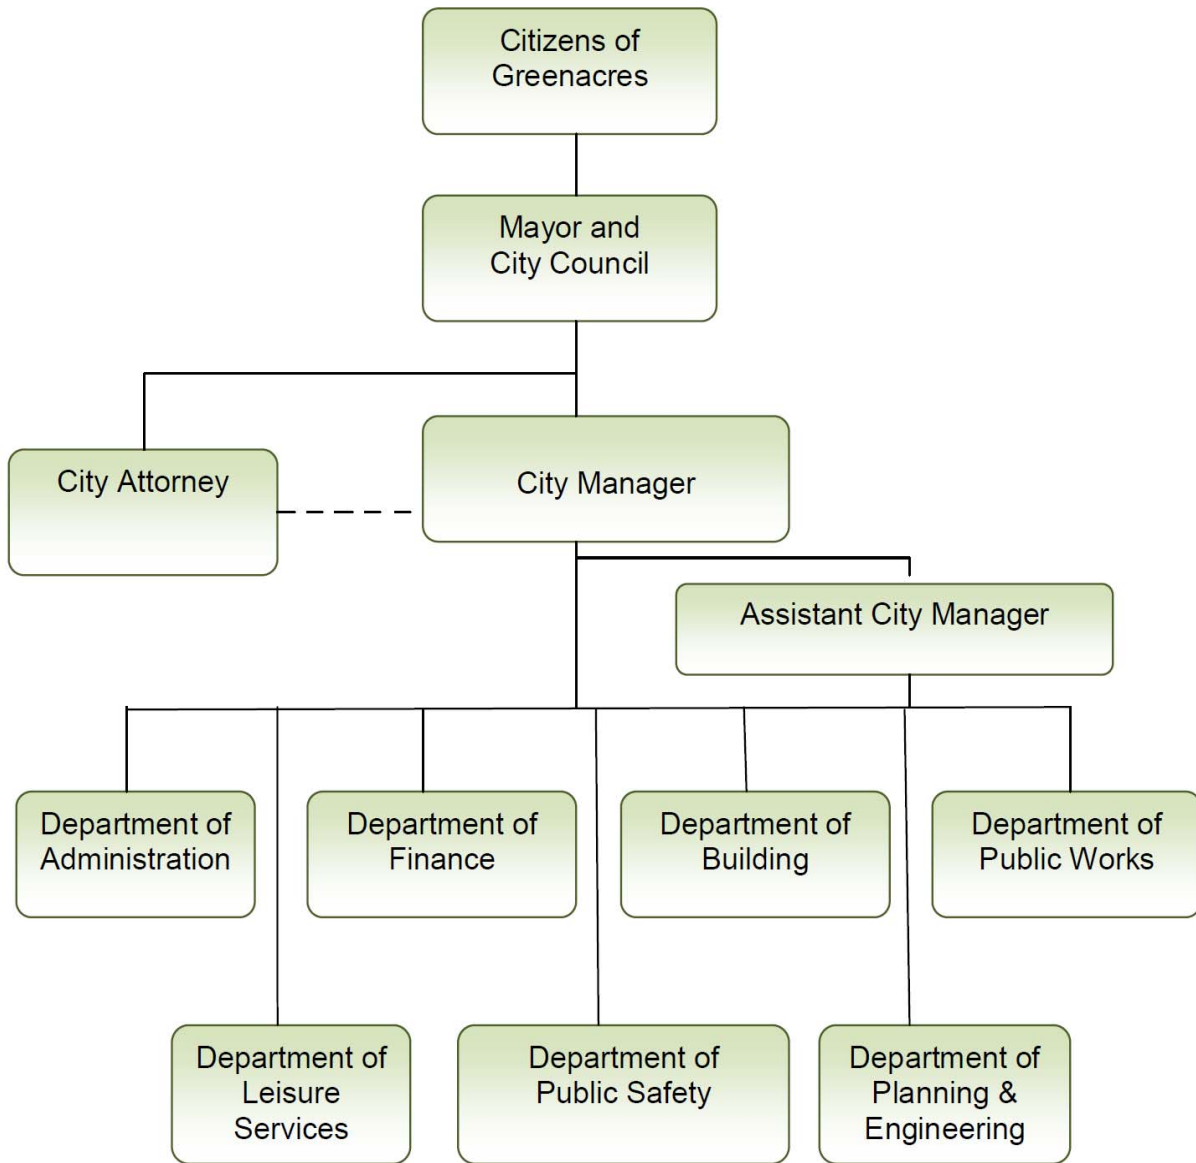 Citizens of
Greenacres
Mayor and
City Council
City Attorney
City Manager
Assistant City Manager
Department of
Administration
Department of
Finance
Department of
Building
Department of
Public Works
Department of
Leisure
Services
Department of
Public Safety
Department of
Planning &
Engineering